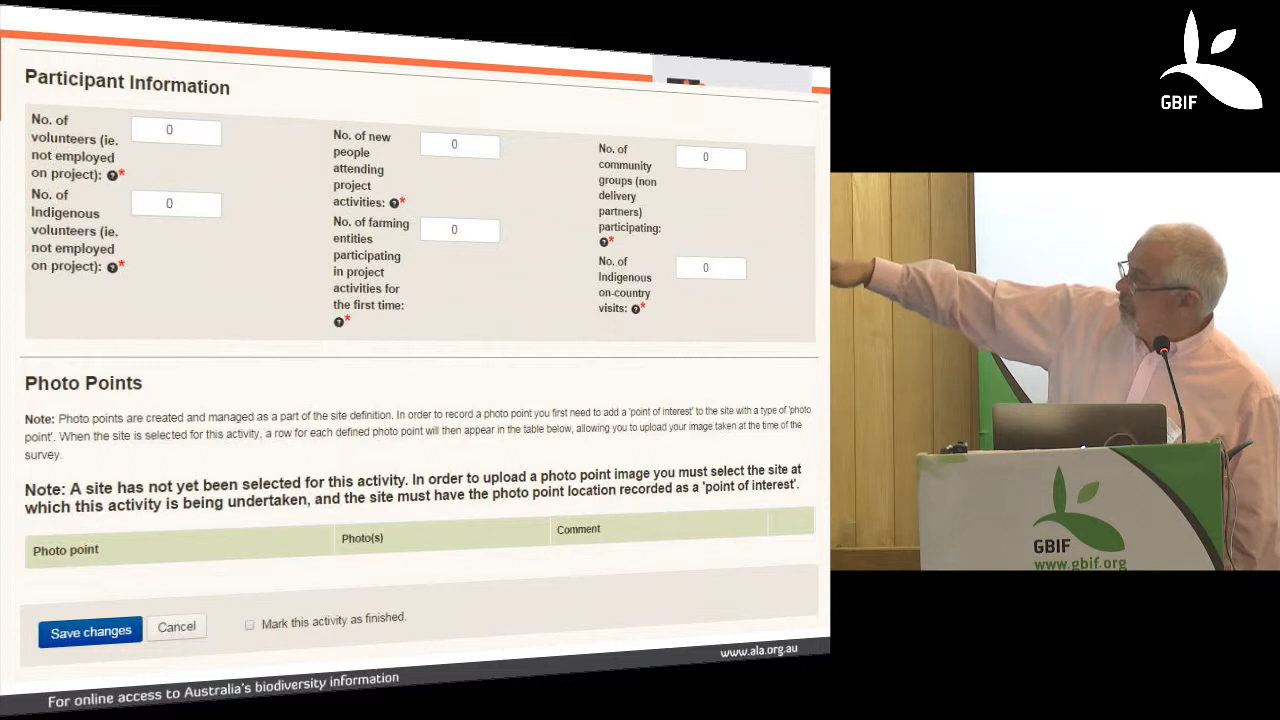 Participant Information
No. of
volunteers (ie.
not employed
on project): ?*
0
No. of
Indigenous
volunteers (ie.
not employed
on project): ?*
0
No. of new
people
attending
project
activities: ?*
0
No. of farming
entities
participating
in project
activities for
the first time:
?*
0
No. of
community
groups (non
delivery
partners)
participating:
?*
0
No. of
Indigenous
on-country
visits: ?*
0
Photo Points
Note: Photo points are created and managed as a part of the site definition. In order to record a photo point you first need to add a 'point of interest' to the site with a type of 'photo
point'. When the site is selected for this activity, a row for each defined photo point will then appear in the table below, allowing you to upload your image taken at the time of the
survey.
Note: A site has not yet been selected for this activity. In order to upload a photo point image you must select the site at
which this activity is being undertaken, and the site must have the photo point location recorded as a 'point of interest'.
Photo point
Photo(s)
Comment
Save changes
Cancel
Mark this activity as finished.
For online access to Australia's biodiversity information
www.ala.org.au
GBIF
GBIF
www.gbif.org